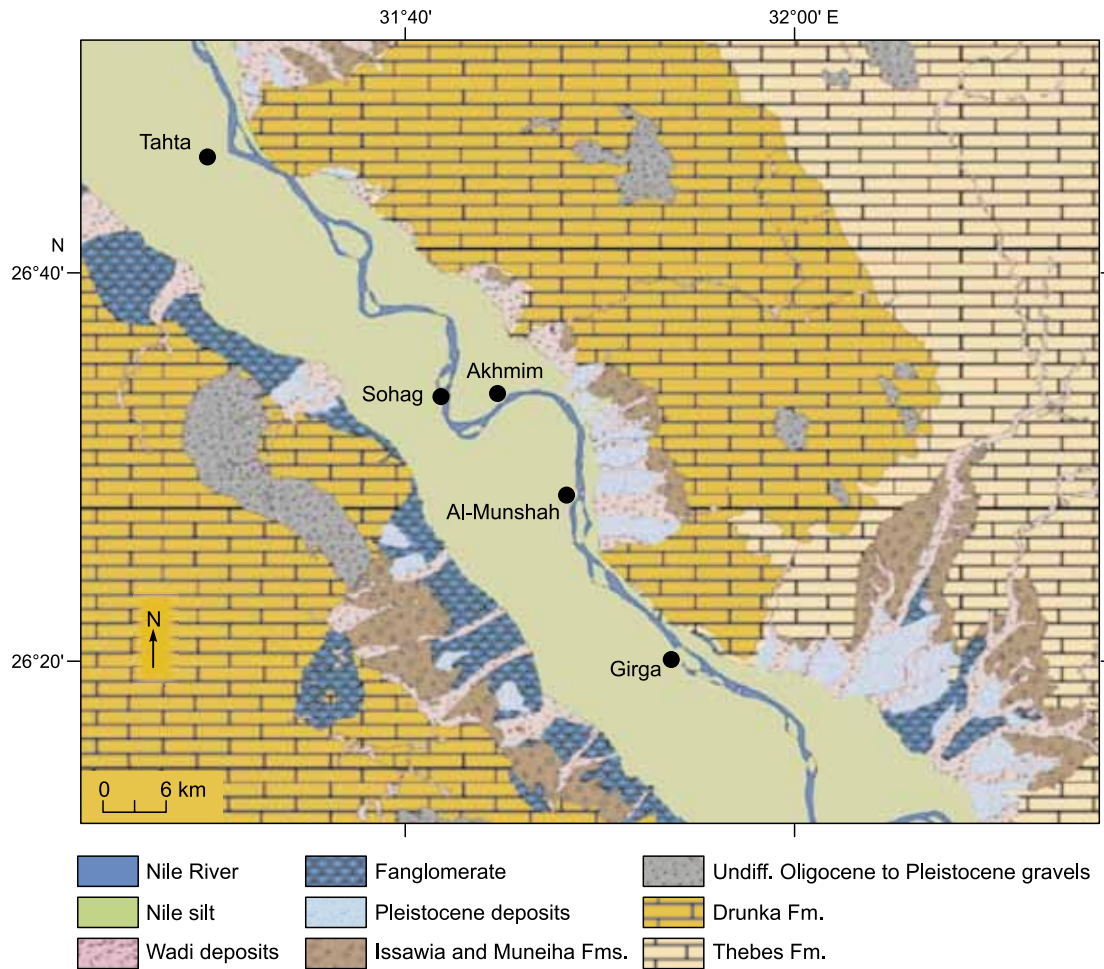 31°40'
32°00' E
Tahta
N
26°40'
Akhmim
Sohag
Al-Munshah
N
26°20'
Girga
0 6 km
Nile River
Fanglomerate
Undiff. Oligocene to Pleistocene gravels
Nile silt
Pleistocene deposits
Drunka Fm.
Wadi deposits
Issawia and Muneiha Fms.
Thebes Fm.